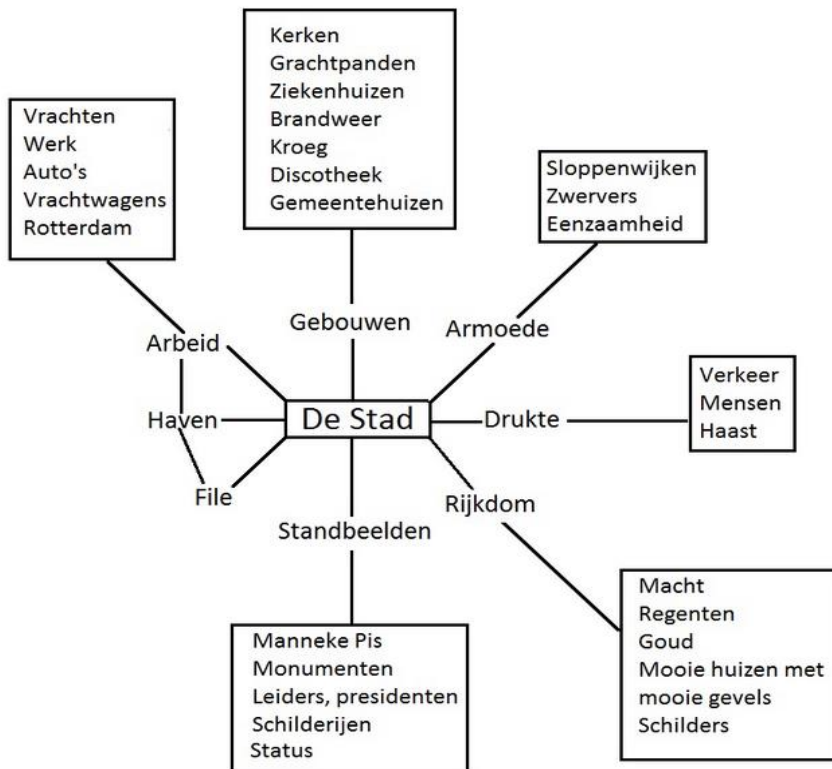 Kerken
Grachtpanden
Ziekenhuizen
Brandweer
Kroeg
Discotheek
Gemeentehuizen
Vrachten
Werk
Auto's
Vrachtwagens
Rotterdam
Sloppenwijken
Zwervers
Eenzaamheid
Gebouwen
Armoede
Arbeid
Verkeer
Mensen
Haast
Haven
De Stad
Drukte
File
Rijkdom
Standbeelden
Macht
Regenten
Goud
Mooie huizen met
mooie gevels
Schilders
Manneke Pis
Monumenten
Leiders, presidenten
Schilderijen
Status